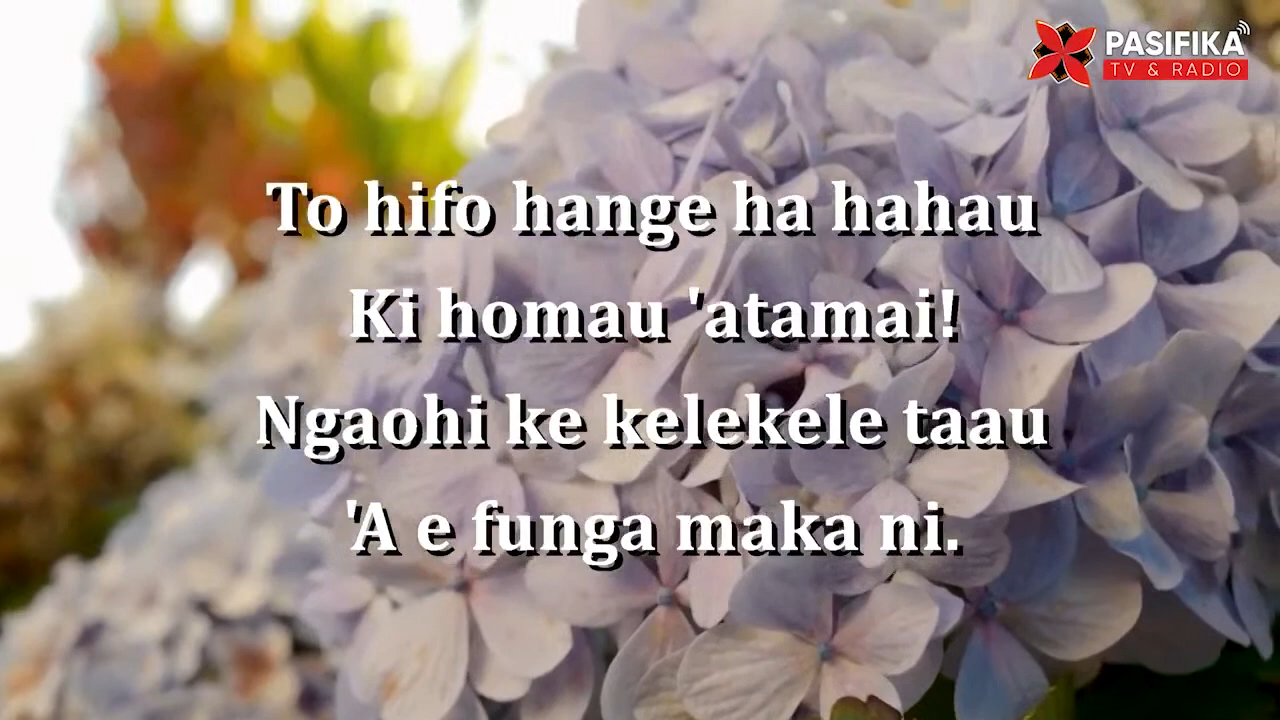 PASIFIKA
TV & RADIO
To hifo hange ha hahau
Ki homau 'atamai!
Ngaohi ke kelekele taau
'A e funga maka ni.